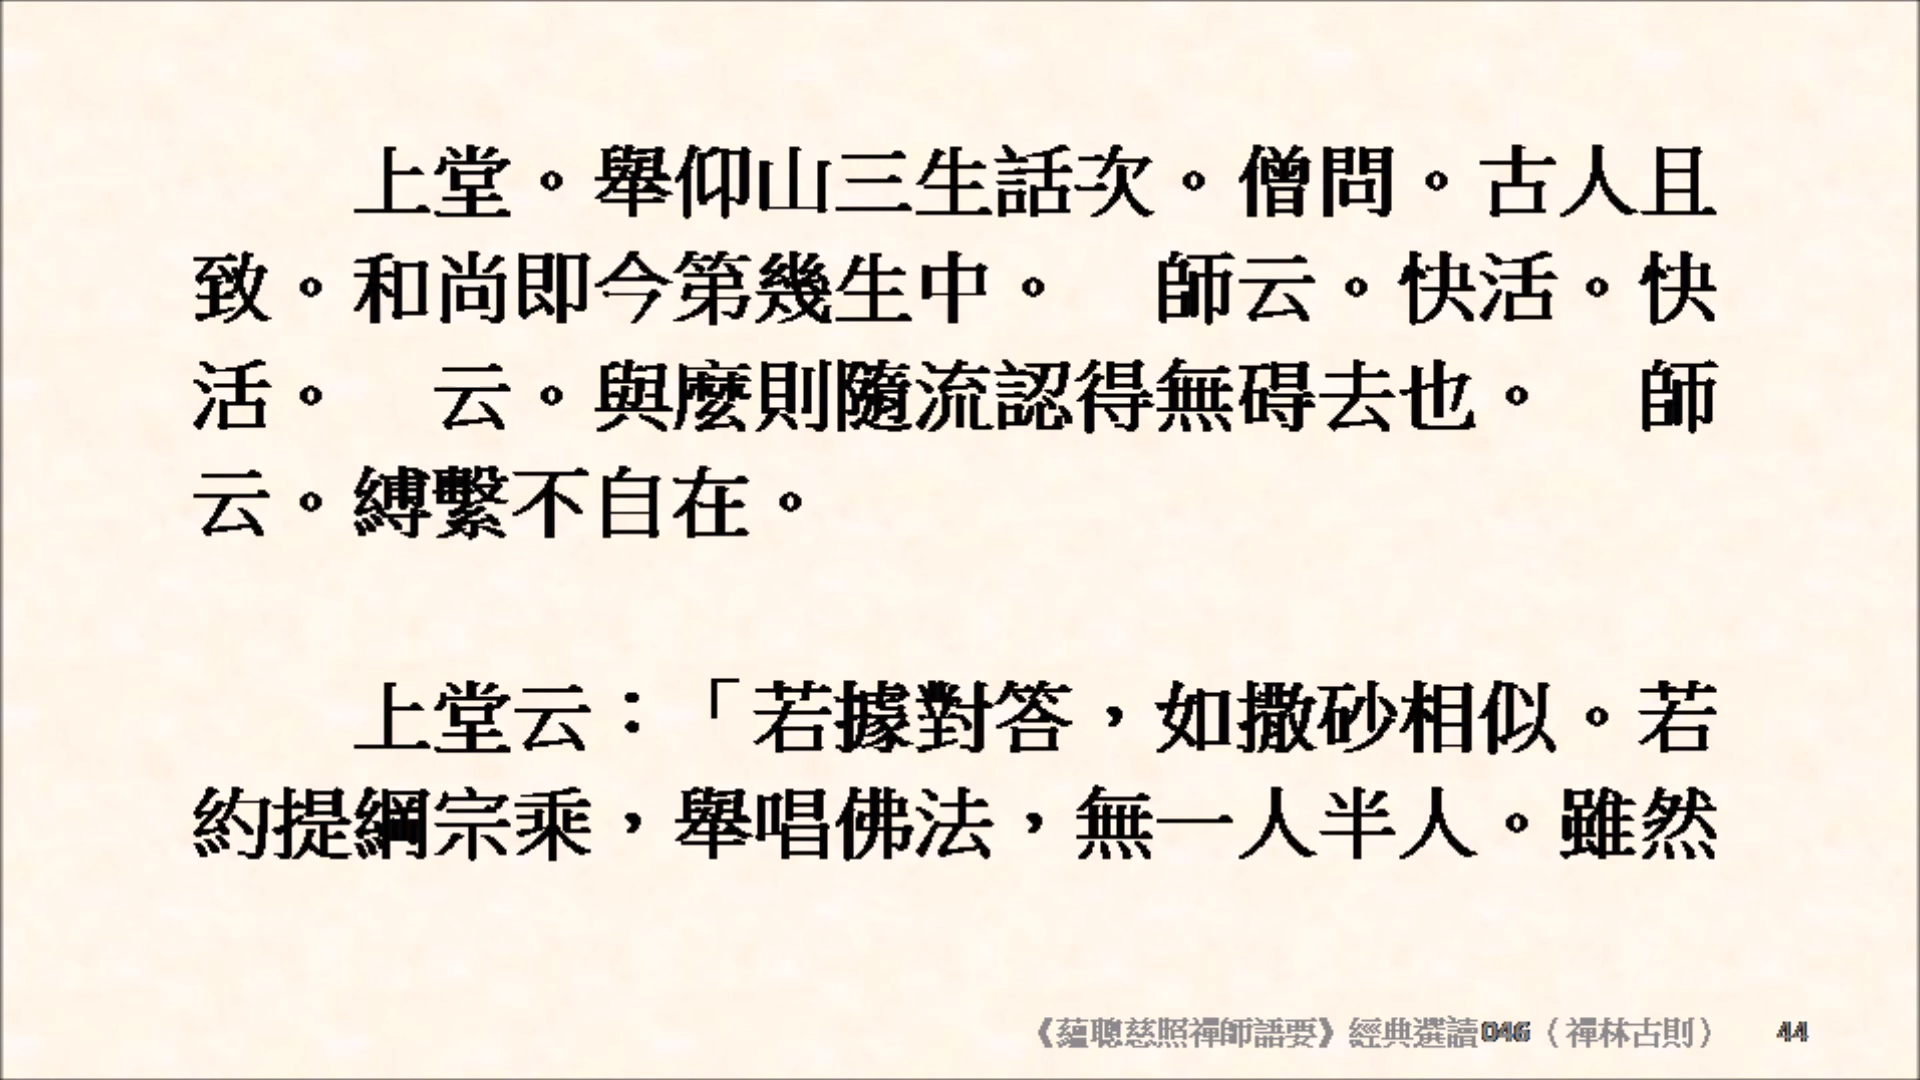 上堂。舉仰山三生話次。僧問。古人且
致。和尚即今第幾生中。　師云。快活。快
活。　云。與麼則隨流認得無碍去也。　師
云。縛繫不自在。
上堂云：「若據對答，如撒砂相似。若
約提綱宗乘，舉唱佛法，無一人半人。雖然
《蘊聰慈照禪師語要》經典選讀046（禪林古則）　44